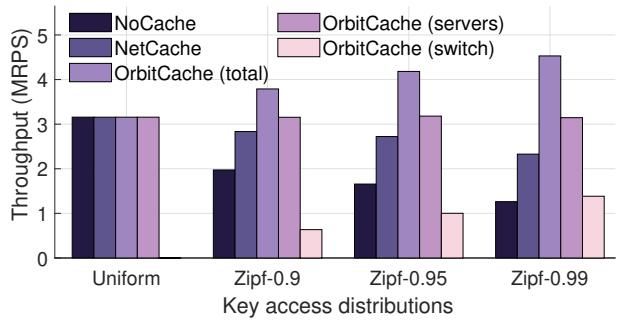 NoCache
NetCache
OrbitCache (total)
OrbitCache (servers)
OrbitCache (switch)
Throughput (MRPS)
5
4
3
2
1
0
Uniform
Zipf-0.9
Zipf-0.95
Zipf-0.99
Key access distributions